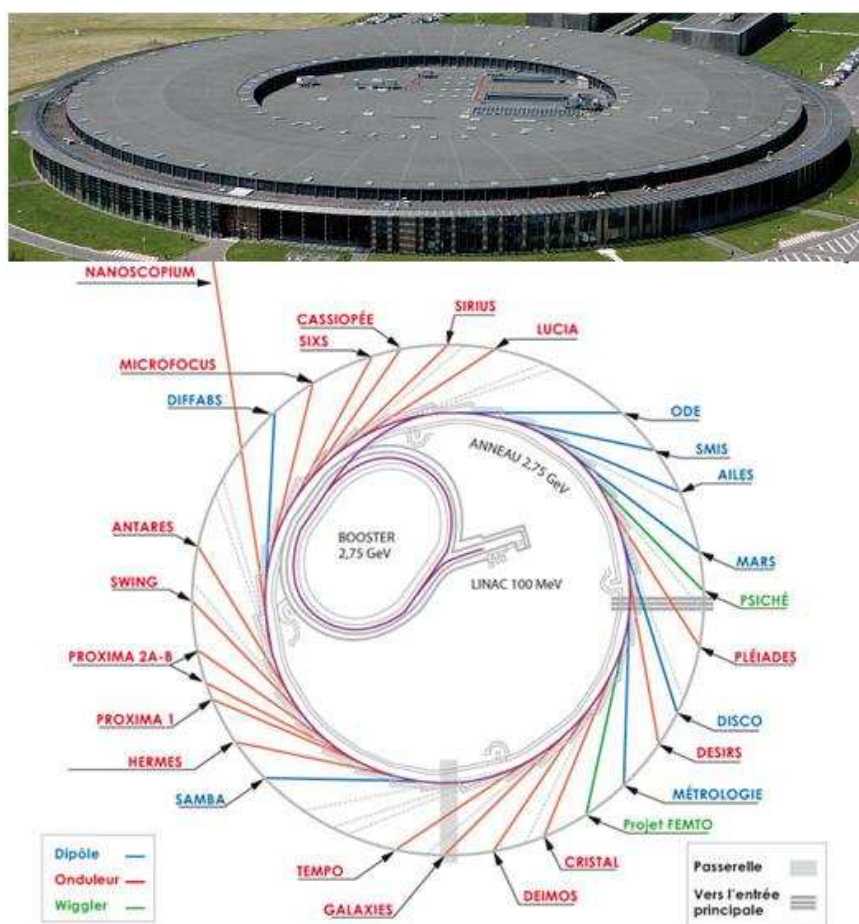 NANOSCOPIUM
SIRIUS
CASSIOPÉE
LUCIA
SIXS
MICROFOCUS
DIFFABS
ODE
SMIS
AILES
ANNEAU 2,75 GeV
ANTARES
BOOSTER
2,75 GeV
LINAC 100 MeV
MARS
SWING
PSICHÉ
PROXIMA 2A-B
PLÉIADES
PROXIMA 1
DISCO
HERMES
DESIRS
SAMBA
MÉTROLOGIE
Projet FEMTO
CRISTAL
TEMPO
DEIMOS
GALAXIES
Dipôle
Onduleur
Wiggler
Passerelle
Vers l'entrée
principale